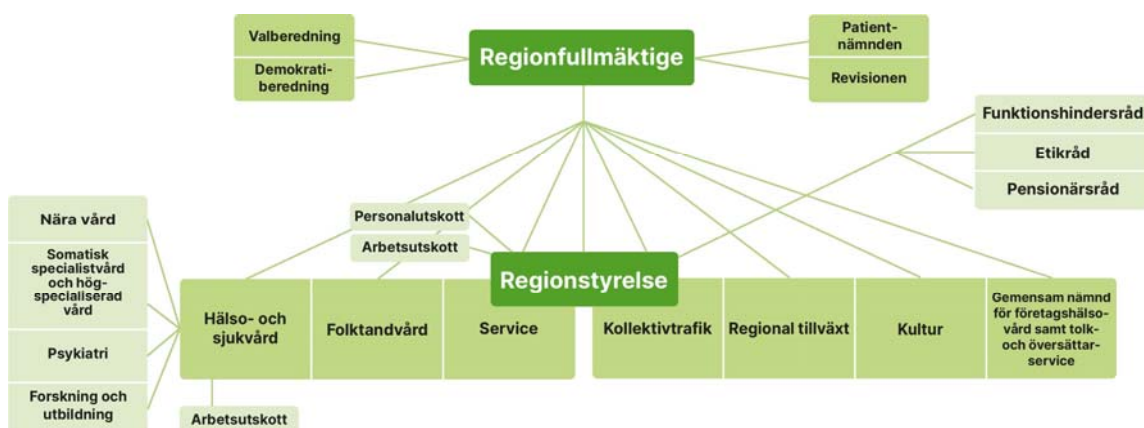 Valberedning
Demokrati-
beredning
Regionfullmäktige
Patient-
nämnden
Revisionen
Funktionshindersråd
Etikråd
Pensionärsråd
Personalutskott
Arbetsutskott
Regionstyrelse
Nära vård
Somatisk
specialistvård
och hög-
specialiserad
vård
Psykiatri
Forskning och
utbildning
Hälso- och
sjukvård
Folktandvård
Service
Kollektivtrafik
Regional tillväxt
Kultur
Gemensam nämnd
för företagshälso-
vård samt tolk-
och översättar-
service
Arbetsutskott